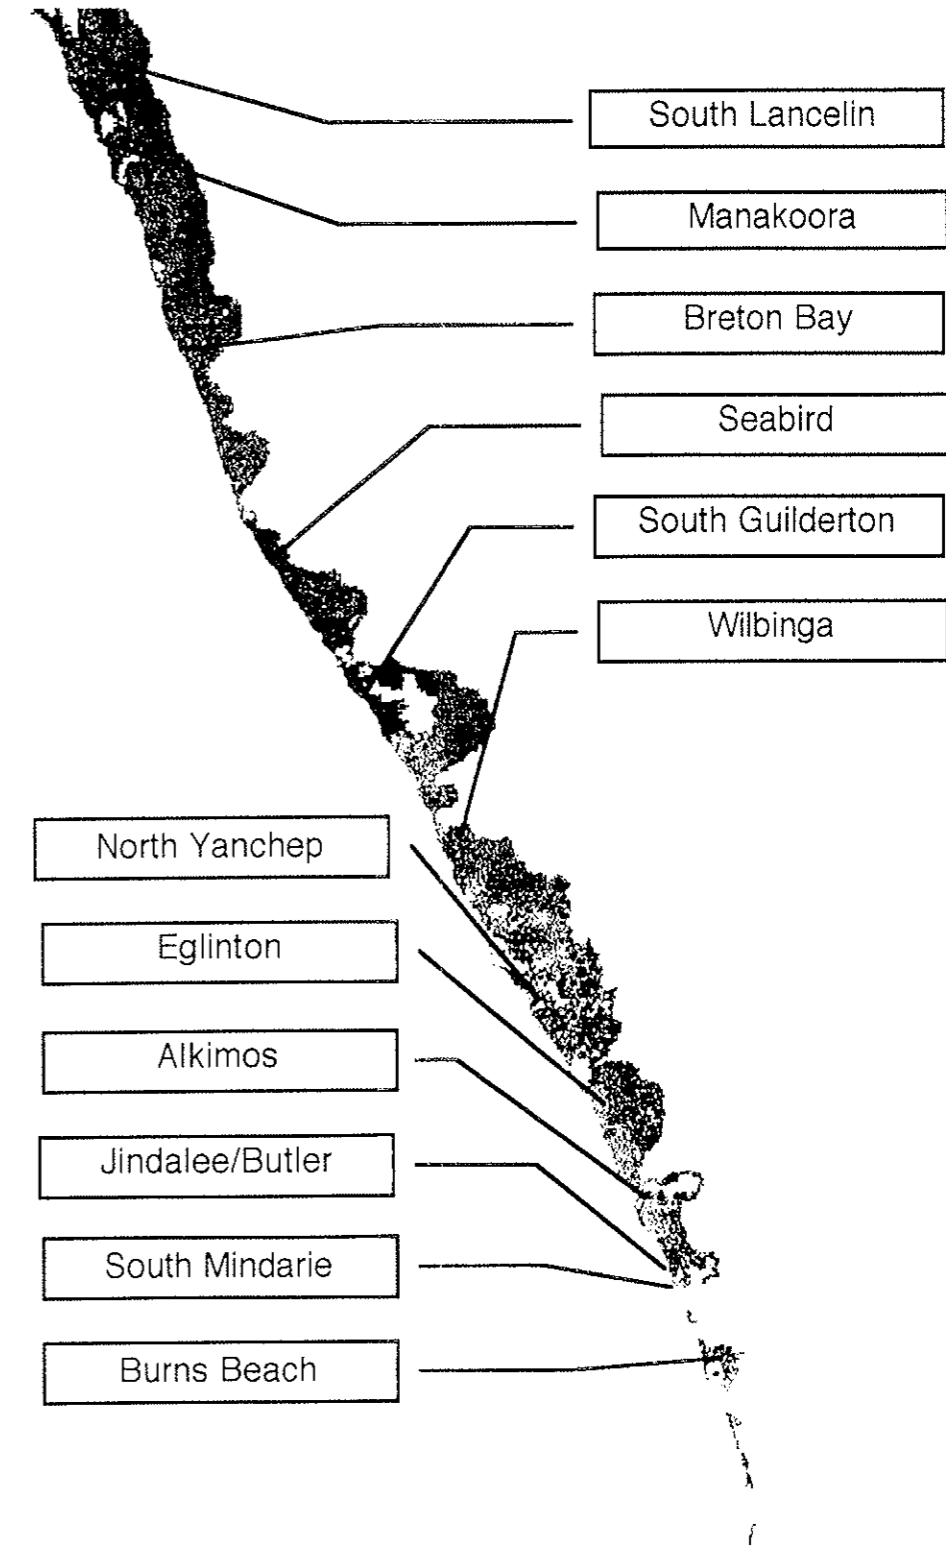 South Lancelin
Manakoora
Breton Bay
Seabird
South Guilderton
Wilbinga
North Yanchep
Eglinton
Alkimos
Jindalee/Butler
South Mindarie
Burns Beach